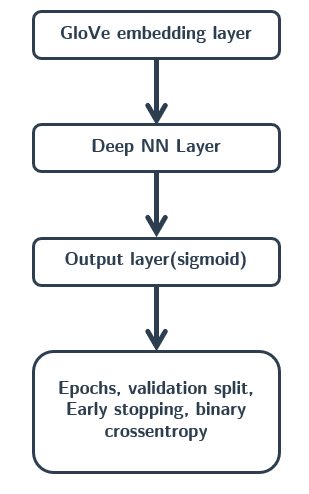 GloVe embedding layer
Deep NN Layer
Output layer(sigmoid)
Epochs, validation split,
Early stopping, binary
crossentropy